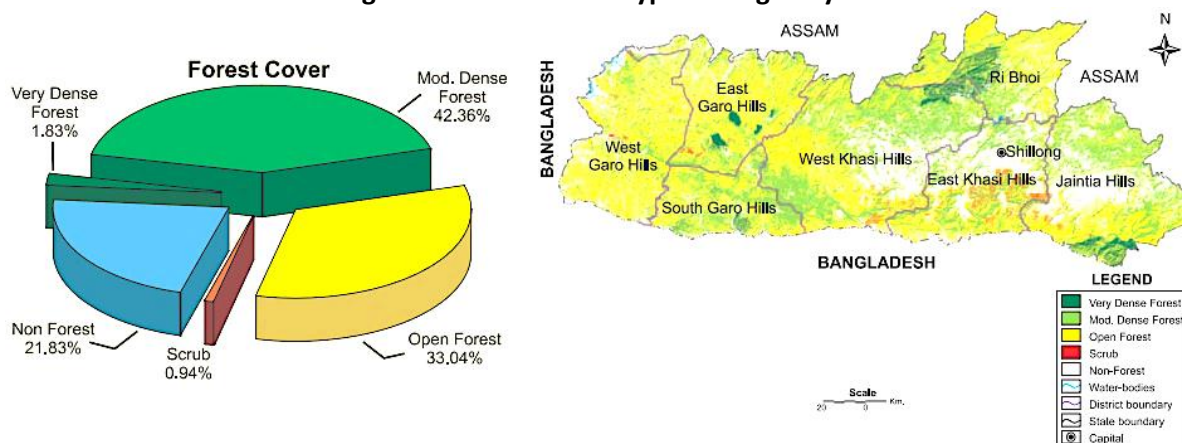 Forest Cover
Very Dense
Forest
1.83%
Mod. Dense
Forest
42.36%
Non Forest
21.83%
Scrub
0.94%
Open Forest
33.04%
N
ASSAM
ASSAM
BANGLADESH
Ri Bhoi
East
Garo Hills
West
Garo Hills
West Khasi Hills
Shillong
East Khasi Hills
Jaintia Hills
South Garo Hills
BANGLADESH
LEGEND
Very Dense Forest
Mod. Dense Forest
Open Forest
Scrub
Non-Forest
Water-bodies
District boundary
State boundary
Capital
Scale
20 0 Km.